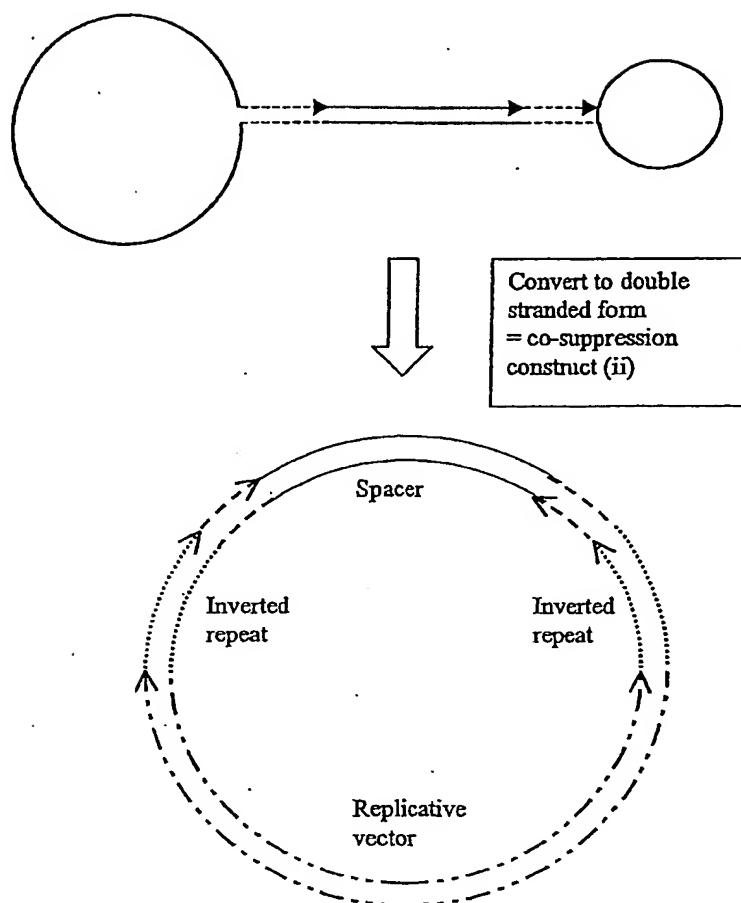 Convert to double
stranded form
= co-suppression
construct (ii)
Spacer
Inverted
repeat
Inverted
repeat
Replicative
vector